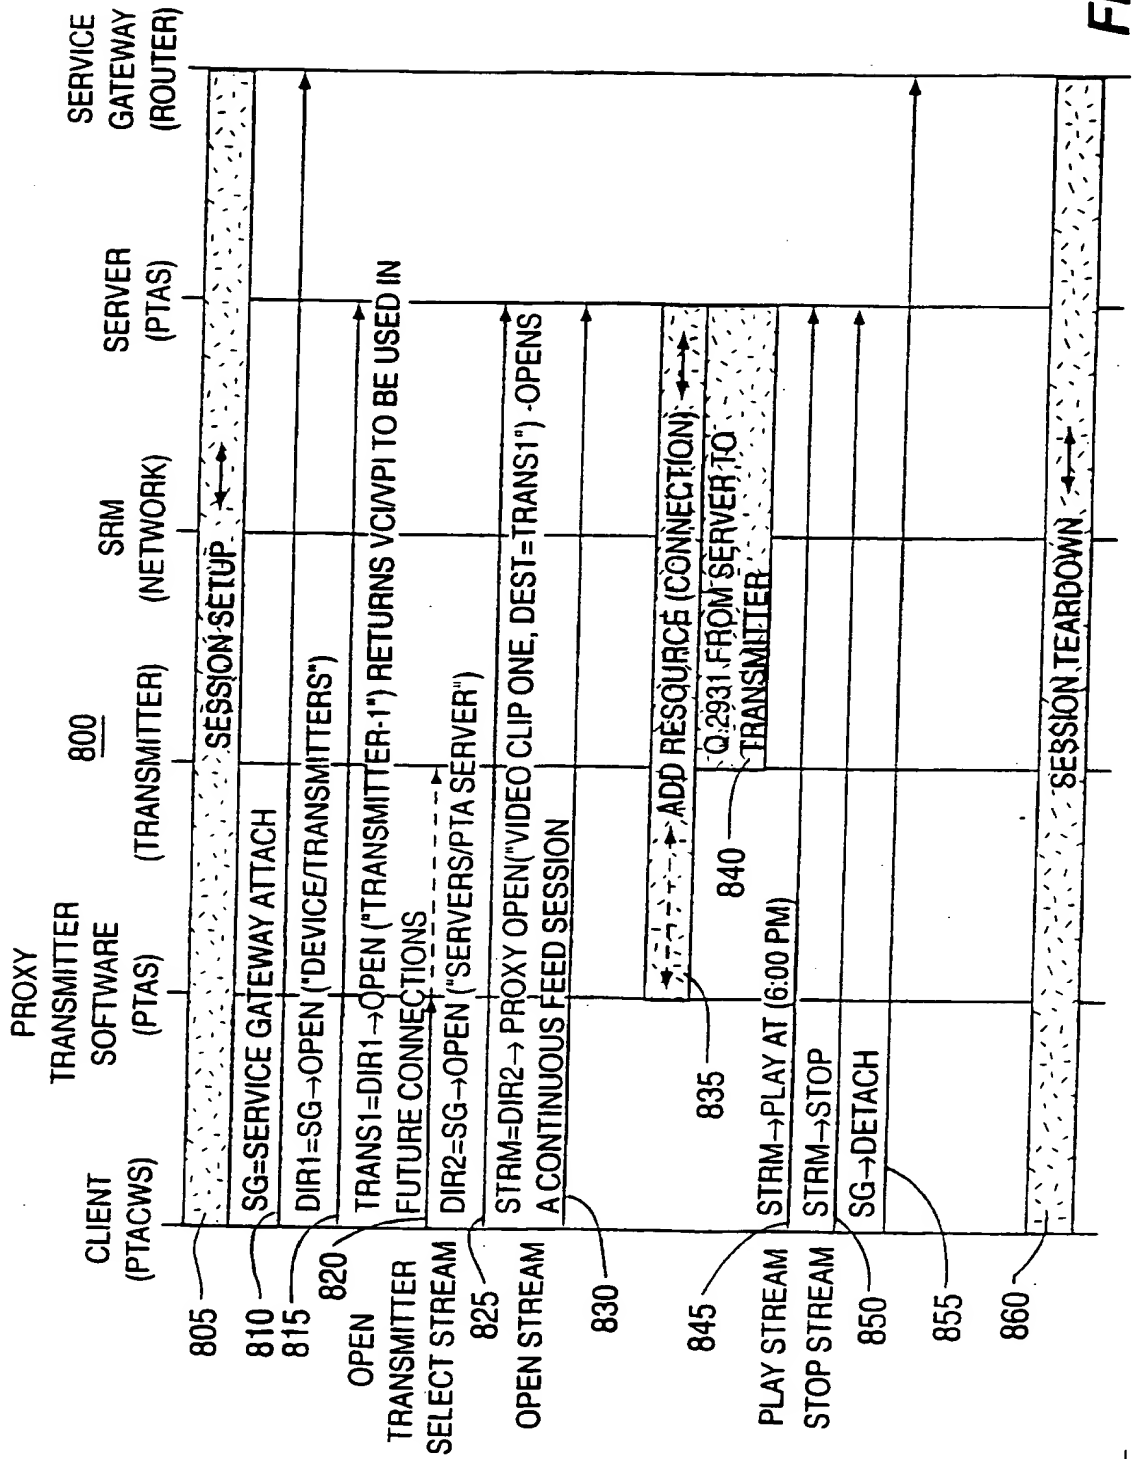 800
CLIENT
(PTACWS)
PROXY
TRANSMITTER
SOFTWARE
(PTAS)
(TRANSMITTER)
SRM
(NETWORK)
SERVER
(PTAS)
SERVICE
GATEWAY
(ROUTER)
805
SESSION SETUP
810
SG=SERVICE GATEWAY ATTACH
815
DIR1=SG→OPEN ("DEVICE/TRANSMITTERS")
820
OPEN
TRANSMITTER
TRANS1=DIR1→OPEN ("TRANSMITTER-1") RETURNS VCI/VPI TO BE USED IN
FUTURE CONNECTIONS
SELECT STREAM
825
DIR2=SG→OPEN ("SERVERS/PTA SERVER")
OPEN STREAM
830
STRM=DIR2→ PROXY OPEN("VIDEO CLIP ONE, DEST=TRANS1") -OPENS
A CONTINUOUS FEED SESSION
835
ADD RESOURCE (CONNECTION)
840
Q.2931 FROM SERVER TO
TRANSMITTER
845
PLAY STREAM
STRM→PLAY AT (6:00 PM)
STOP STREAM
850
STRM→STOP
855
SG→DETACH
860
SESSION TEARDOWN